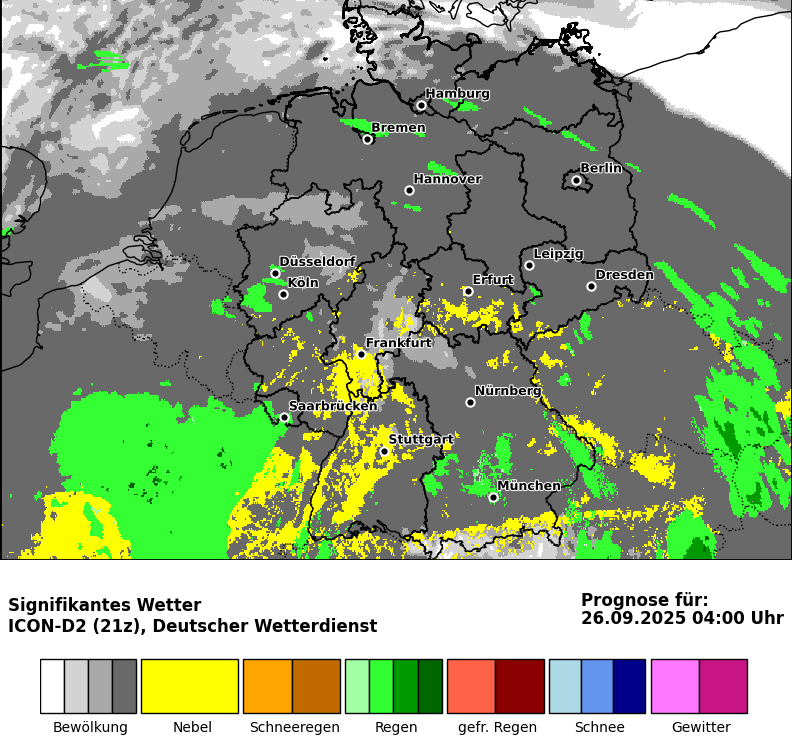 Hamburg
Bremen
Berlin
Hannover
Leipzig
Düsseldorf
Dresden
Köln
Erfurt
Frankfurt
Nürnberg
Saarbrücken
Stuttgart
München
Signifikantes Wetter
ICON-D2 (21z), Deutscher Wetterdienst
Prognose für:
26.09.2025 04:00 Uhr
Bewölkung
Nebel
Schneeregen
Regen
gefr. Regen
Schnee
Gewitter